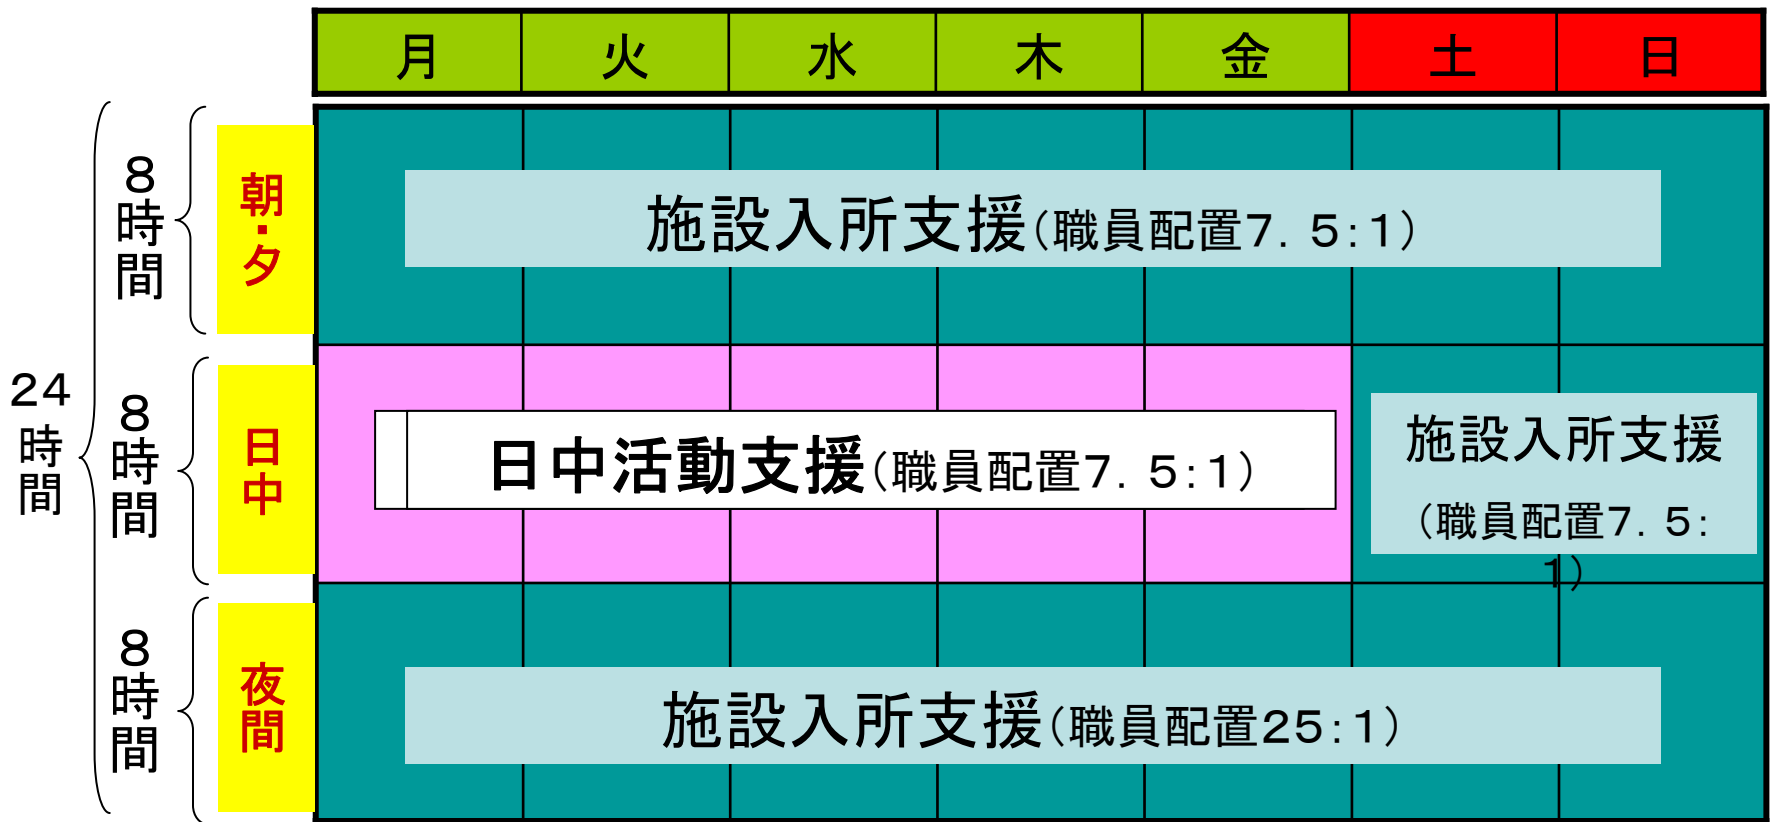 月 火 水 木 金 土 日
24時間
8時間
朝・夕
施設入所支援(職員配置7．5：1)
8時間
日中
日中活動支援(職員配置7．5：1)
施設入所支援
(職員配置7．5：
1)
8時間
夜間
施設入所支援(職員配置25：1)